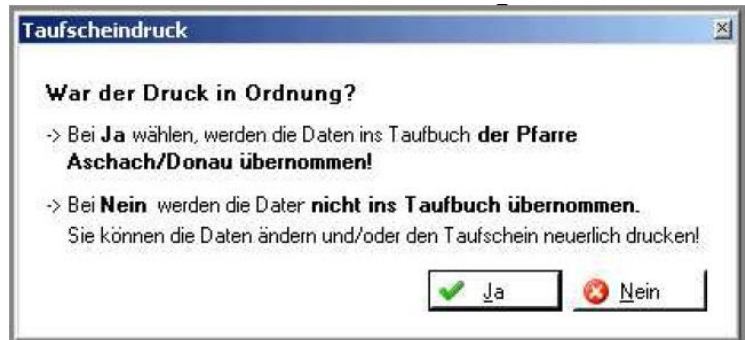 Taufscheindruck
War der Druck in Ordnung?
-> Bei Ja wählen, werden die Daten ins Taufbuch der Pfarre
Aschach/Donau übernommen!
-> Bei Nein werden die Dater nicht ins Taufbuch übernommen.
Sie können die Daten ändern und/oder den Taufschein neuerlich drucken!
Ja Nein